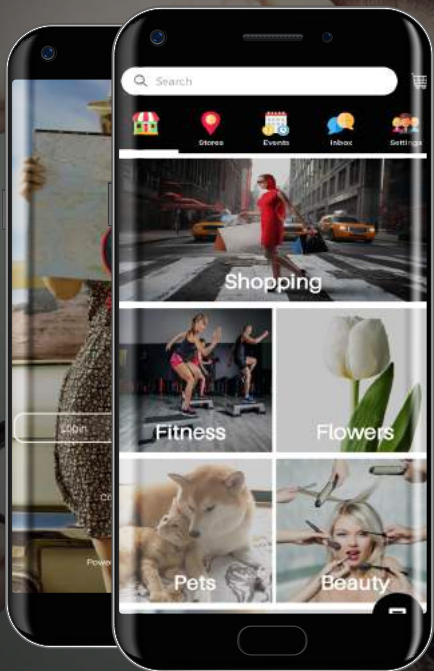 Search
Stores
Events
Inbox
Settings
Shopping
Fitness
Flowers
Pets
Beauty
Login